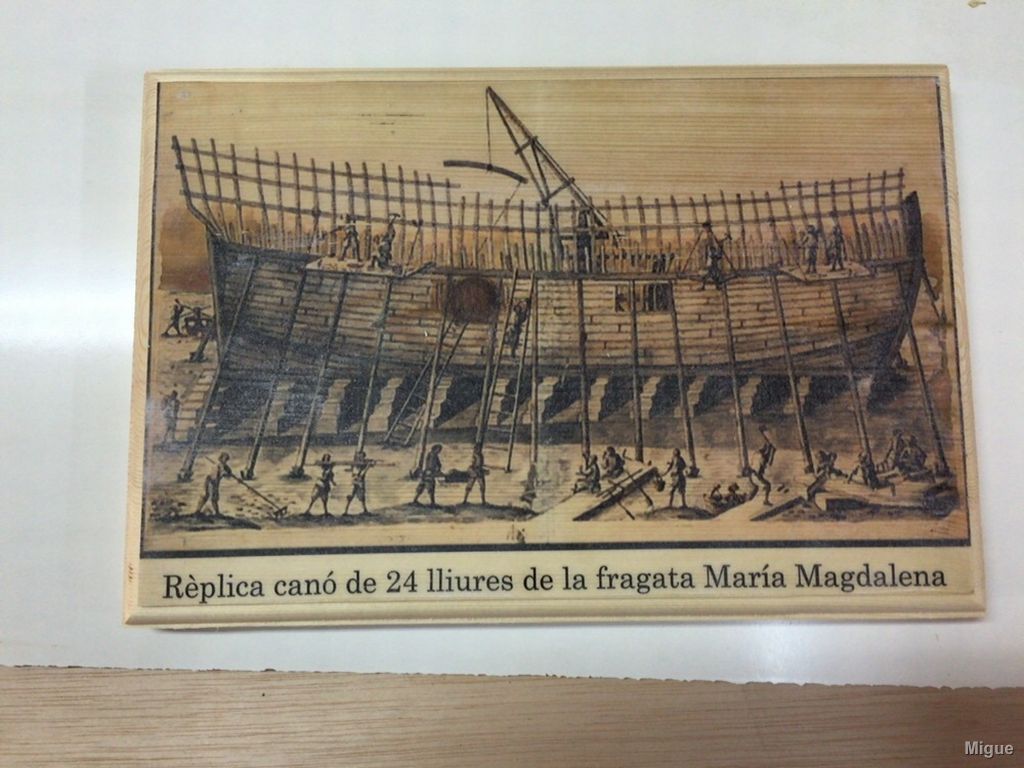 Rèplica canó de 24 lliures de la fragata María Magdalena
Migue